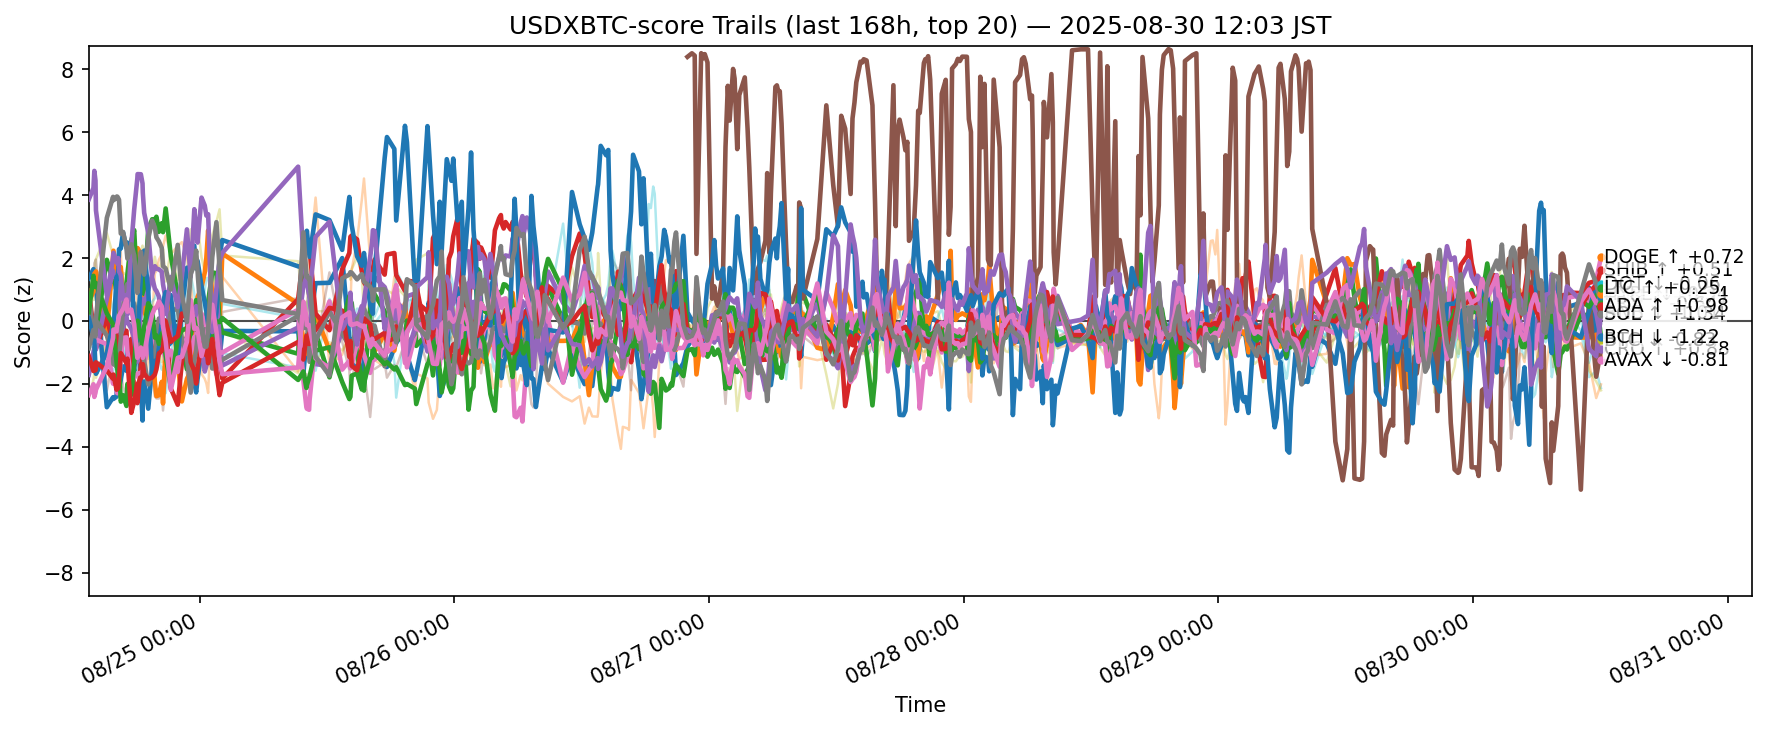 USDXBTC-score Trails (last 168h, top 20) — 2025-08-30 12:03 JST
Score (z)
8
6
4
2
0
−2
−4
−6
−8
DOGE ↑ +0.72
SHIB ↑ +0.51
LTC ↑ +0.25
ADA ↑ +0.98
BCH ↓ -1.22
AVAX ↓ -0.81
08/25 00:00
08/26 00:00
08/27 00:00
08/28 00:00
08/29 00:00
08/30 00:00
08/31 00:00
Time